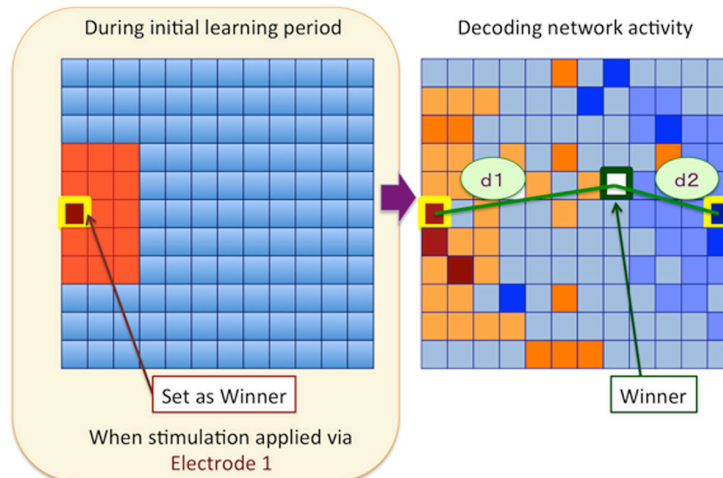 During initial learning period
Set as Winner
When stimulation applied via
Electrode 1
Decoding network activity
d1
d2
Winner